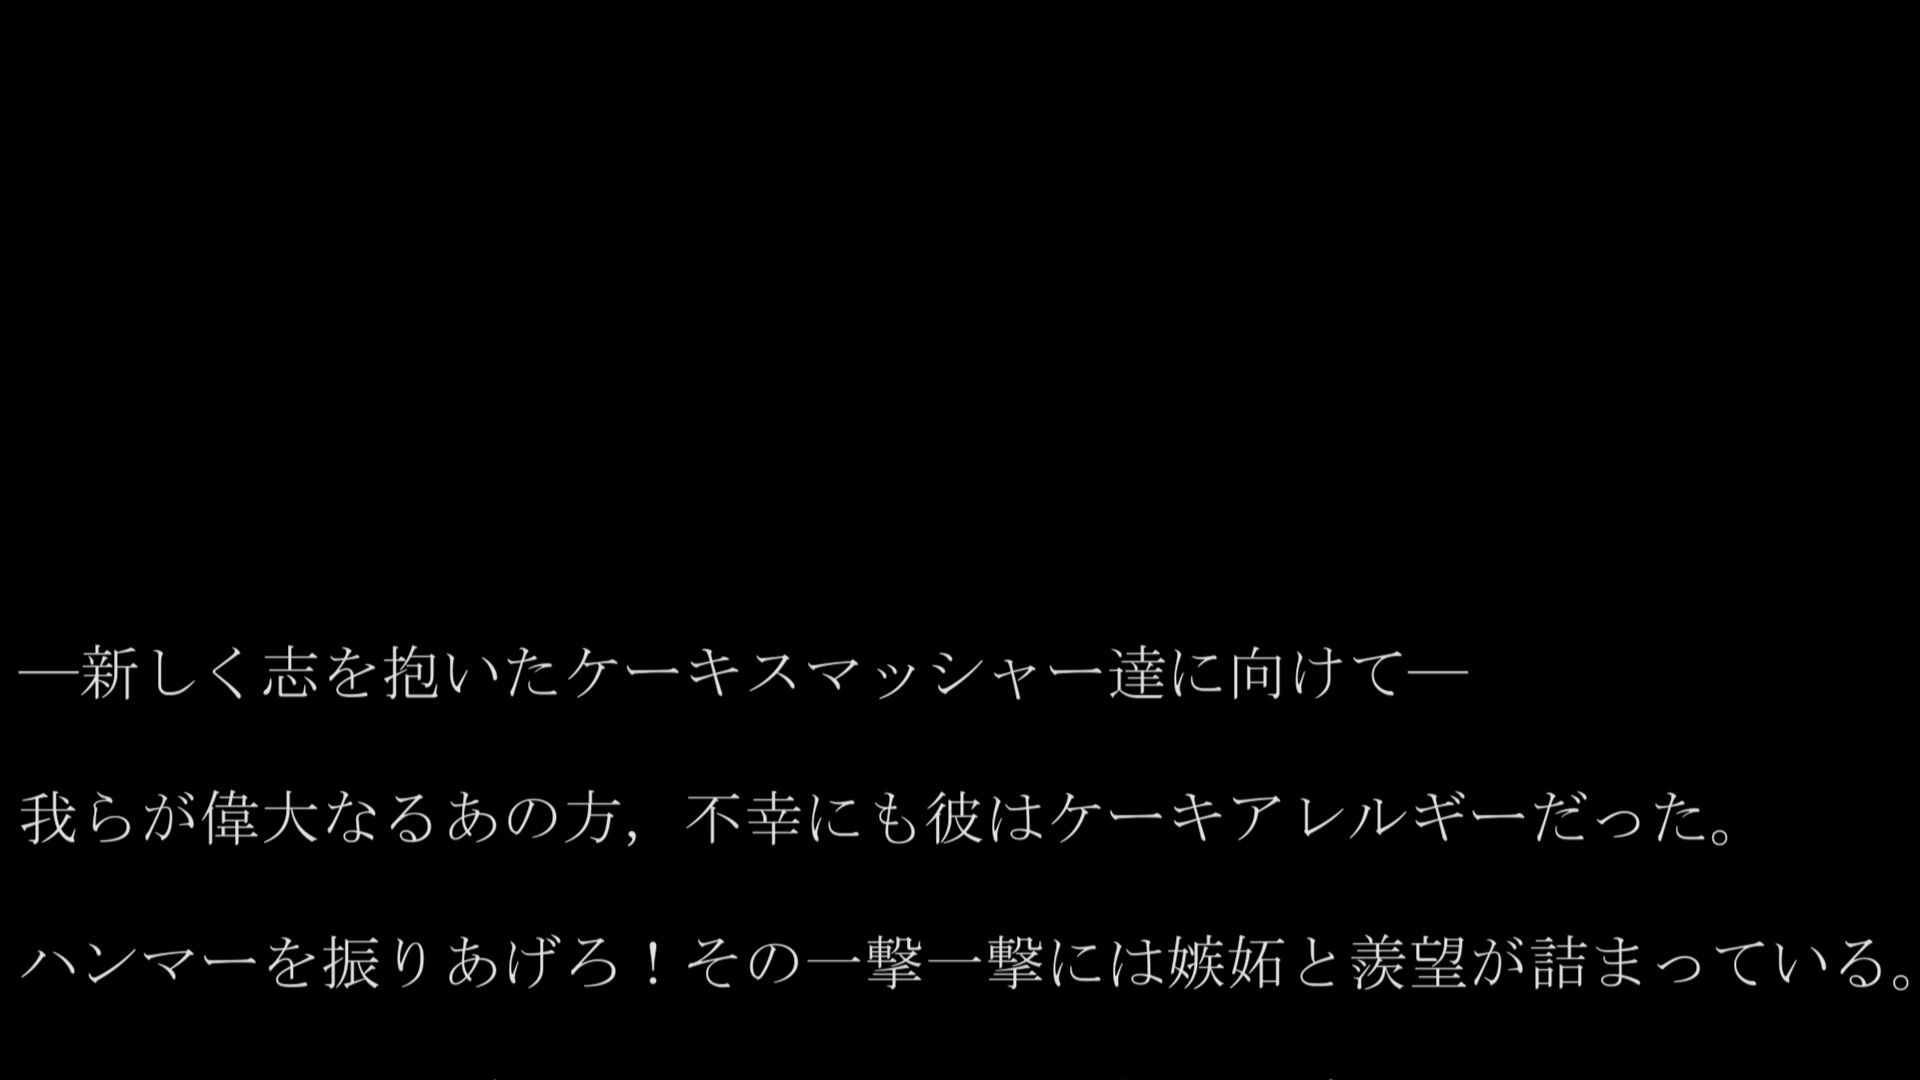 ―新しく志を抱いたケーキスマッシャー達に向けて―
我らが偉大なるあの方，不幸にも彼はケーキアレルギーだった。
ハンマーを振りあげろ！その一撃一撃には嫉妬と羨望が詰まっている。